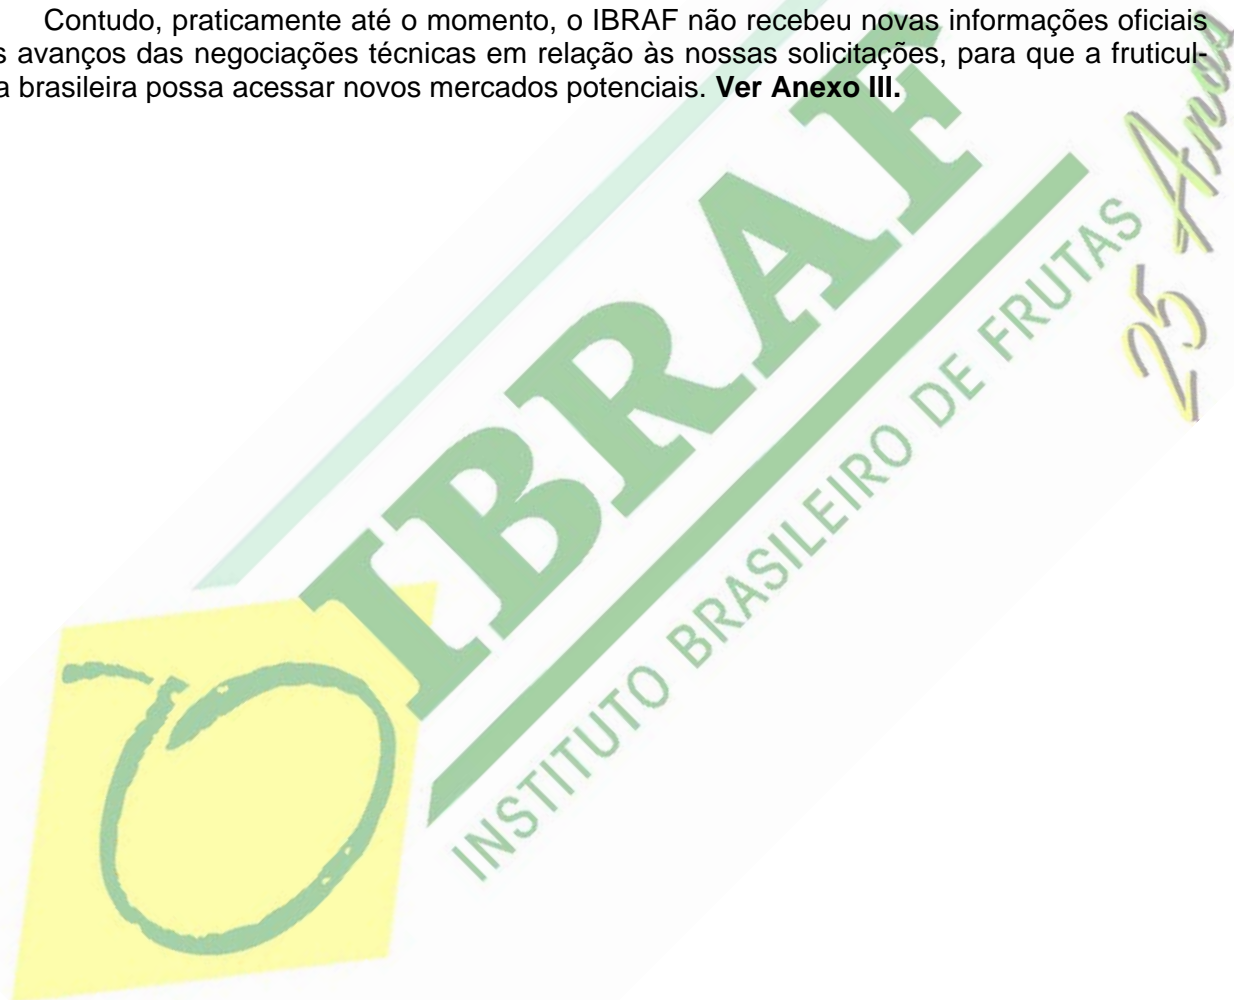 Contudo, praticamente até o momento, o IBRAF não recebeu novas informações oficiais
s avanços das negociações técnicas em relação às nossas solicitações, para que a fruticul-
a brasileira possa acessar novos mercados potenciais. Ver Anexo III.
IBRAF
INSTITUTO BRASILEIRO DE FRUTAS
25 Anos